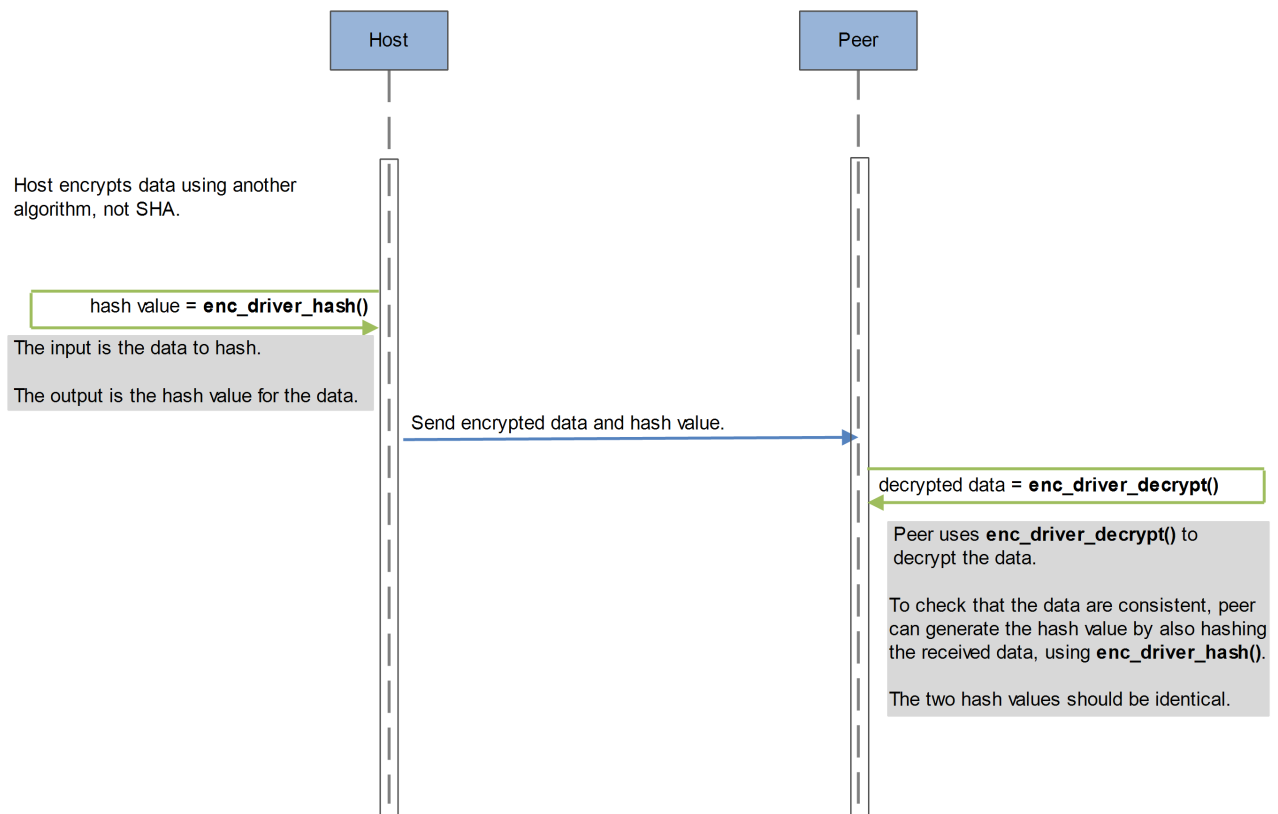 Host
Peer
Host encrypts data using another
algorithm, not SHA.
hash value = enc_driver_hash()
The input is the data to hash.
The output is the hash value for the data.
Send encrypted data and hash value.
decrypted data = enc_driver_decrypt()
Peer uses enc_driver_decrypt() to
decrypt the data.
To check that the data are consistent, peer
can generate the hash value by also hashing
the received data, using enc_driver_hash().
The two hash values should be identical.